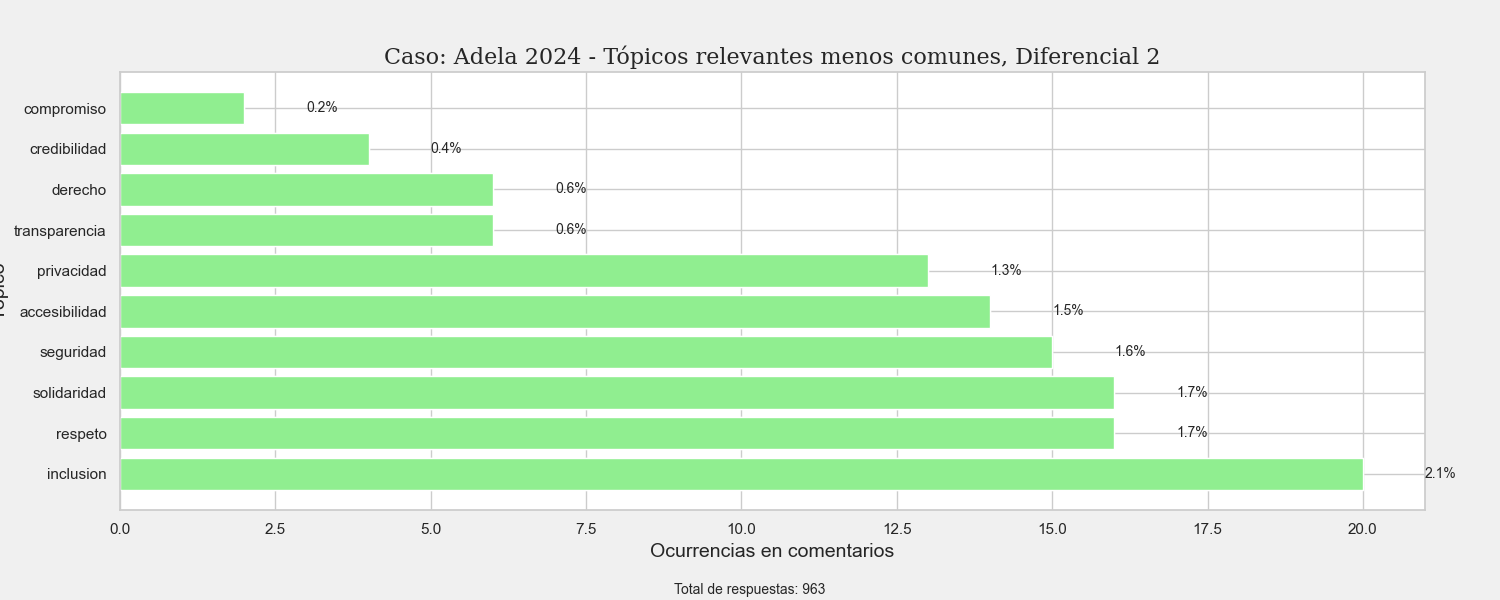 Caso: Adela 2024 - Tópicos relevantes menos comunes, Diferencial 2
compromiso 0.2%
credibilidad 0.4%
derecho 0.6%
transparencia 0.6%
privacidad 1.3%
accesibilidad 1.5%
seguridad 1.6%
solidaridad 1.7%
respeto 1.7%
inclusion 2.1%
0.0 2.5 5.0 7.5 10.0 12.5 15.0 17.5 20.0
Ocurrencias en comentarios
Total de respuestas: 963